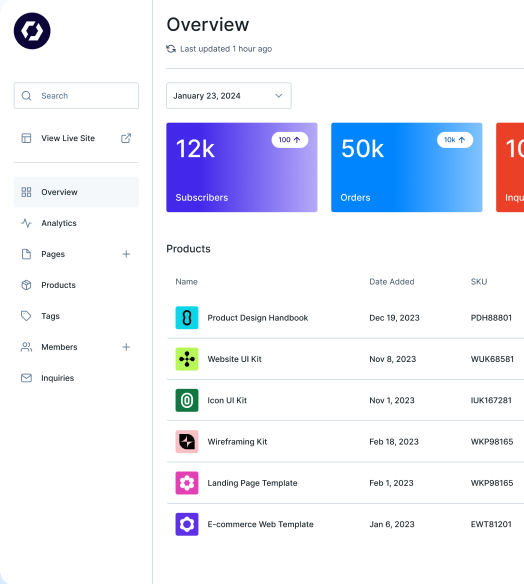 Search
View Live Site
Overview
Analytics
Pages
Products
Tags
Members
Inquiries
Overview
Last updated 1 hour ago
January 23, 2024
12k
100
Subscribers
50k
10k
Orders
10
Inqu
Products
Name Date Added SKU
Product Design Handbook Dec 19, 2023 PDH88801
Website UI Kit Nov 8, 2023 WUK68581
Icon UI Kit Nov 1, 2023 IUK167281
Wireframing Kit Feb 18, 2023 WKP98165
Landing Page Template Feb 1, 2023 WKP98165
E-commerce Web Template Jan 6, 2023 EWT81201